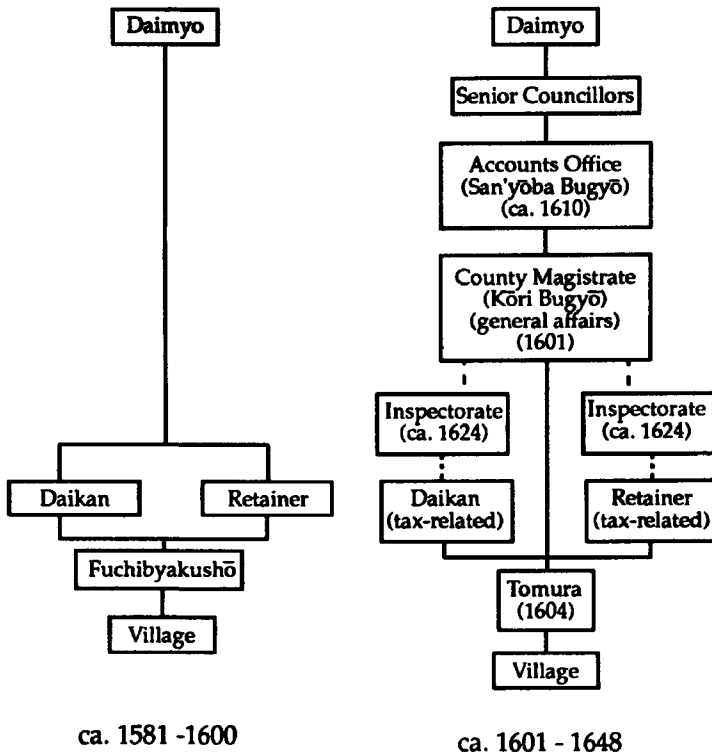 Daimyo
Daikan
Retainer
Fuchibyakushō
Village
ca. 1581 -1600
Daimyo
Senior Councillors
Accounts Office
(San'yōba Bugyō)
(ca. 1610)
County Magistrate
(Kōri Bugyō)
(general affairs)
(1601)
Inspectorate
(ca. 1624)
Inspectorate
(ca. 1624)
Daikan
(tax-related)
Retainer
(tax-related)
Tomura
(1604)
Village
ca. 1601 - 1648